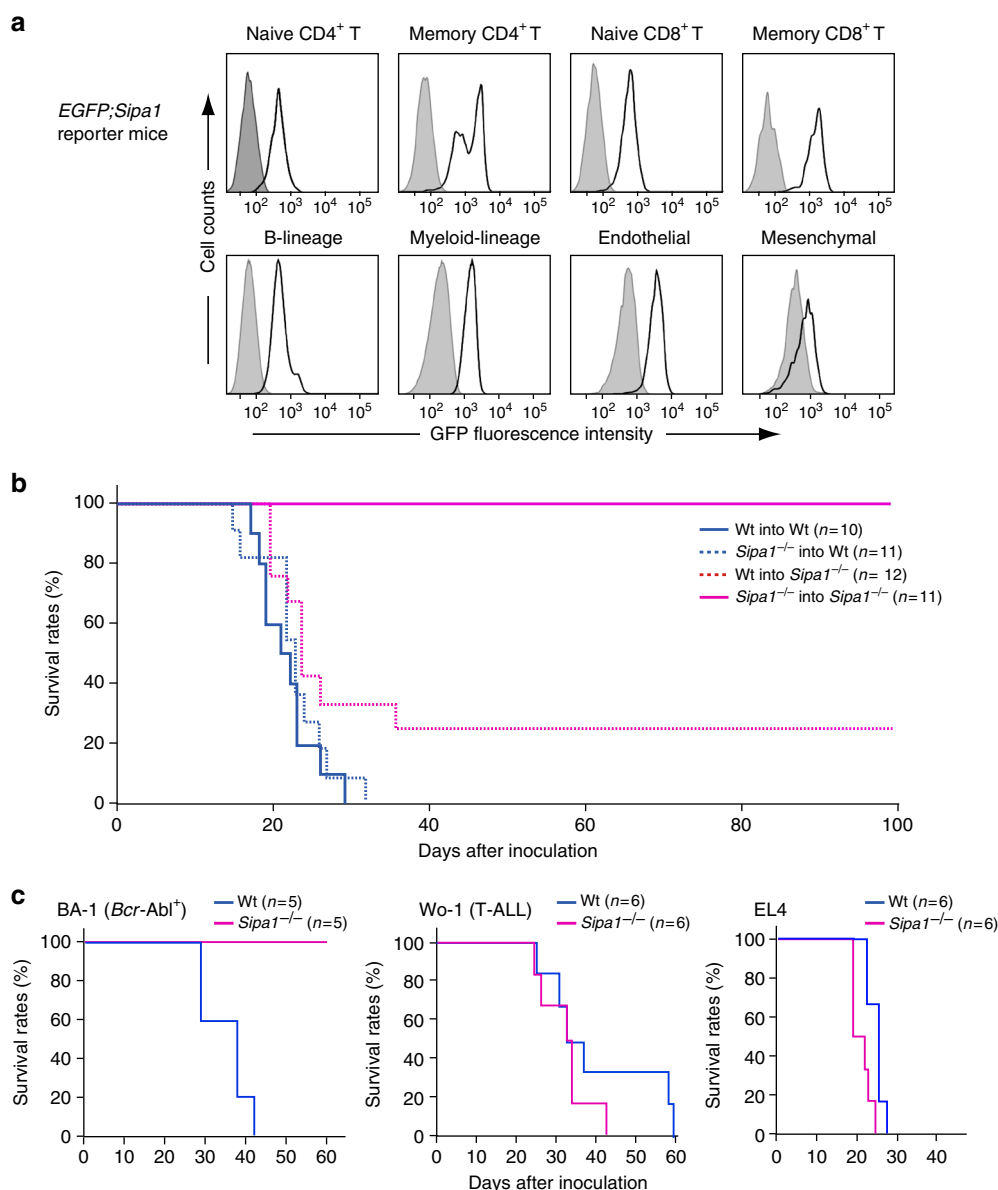 a
Naive CD4+ T
Memory CD4+ T
Naive CD8+ T
Memory CD8+ T
EGFP;Sipa1
reporter mice
Cell counts
10² 10³ 10⁴ 10⁵
10² 10³ 10⁴ 10⁵
10² 10³ 10⁴ 10⁵
10² 10³ 10⁴ 10⁵
B-lineage
Myeloid-lineage
Endothelial
Mesenchymal
10² 10³ 10⁴ 10⁵
10² 10³ 10⁴ 10⁵
10² 10³ 10⁴ 10⁵
10² 10³ 10⁴ 10⁵
GFP fluorescence intensity
b
Survival rates (%)
100
80
60
40
20
0
0 20 40 60 80 100
Days after inoculation
Wt into Wt (n=10)
Sipa1–/– into Wt (n=11)
Wt into Sipa1–/– (n= 12)
Sipa1–/– into Sipa1–/– (n=11)
c
BA-1 (Bcr-Abl+)
Wt (n=5)
Sipa1–/– (n=5)
Survival rates (%)
100
80
60
40
20
0
0 10 20 30 40 50 60
Wo-1 (T-ALL)
Wt (n=6)
Sipa1–/– (n=6)
Survival rates (%)
100
80
60
40
20
0
0 10 20 30 40 50 60
Days after inoculation
EL4
Wt (n=6)
Sipa1–/– (n=6)
Survival rates (%)
100
80
60
40
20
0
0 10 20 30 40